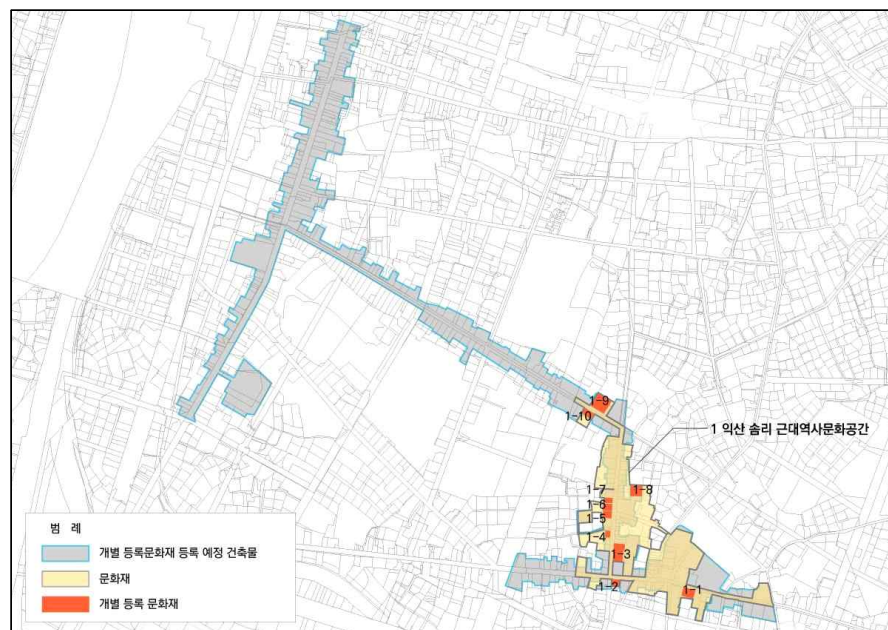 1-9
1-10
1 익산 솜리 근대역사문화공간
1-7
1-8
1-6
1-5
1-4
1-3
1-2
1-1
범 례
개별 등록문화재 등록 예정 건축물
문화재
개별 등록 문화재